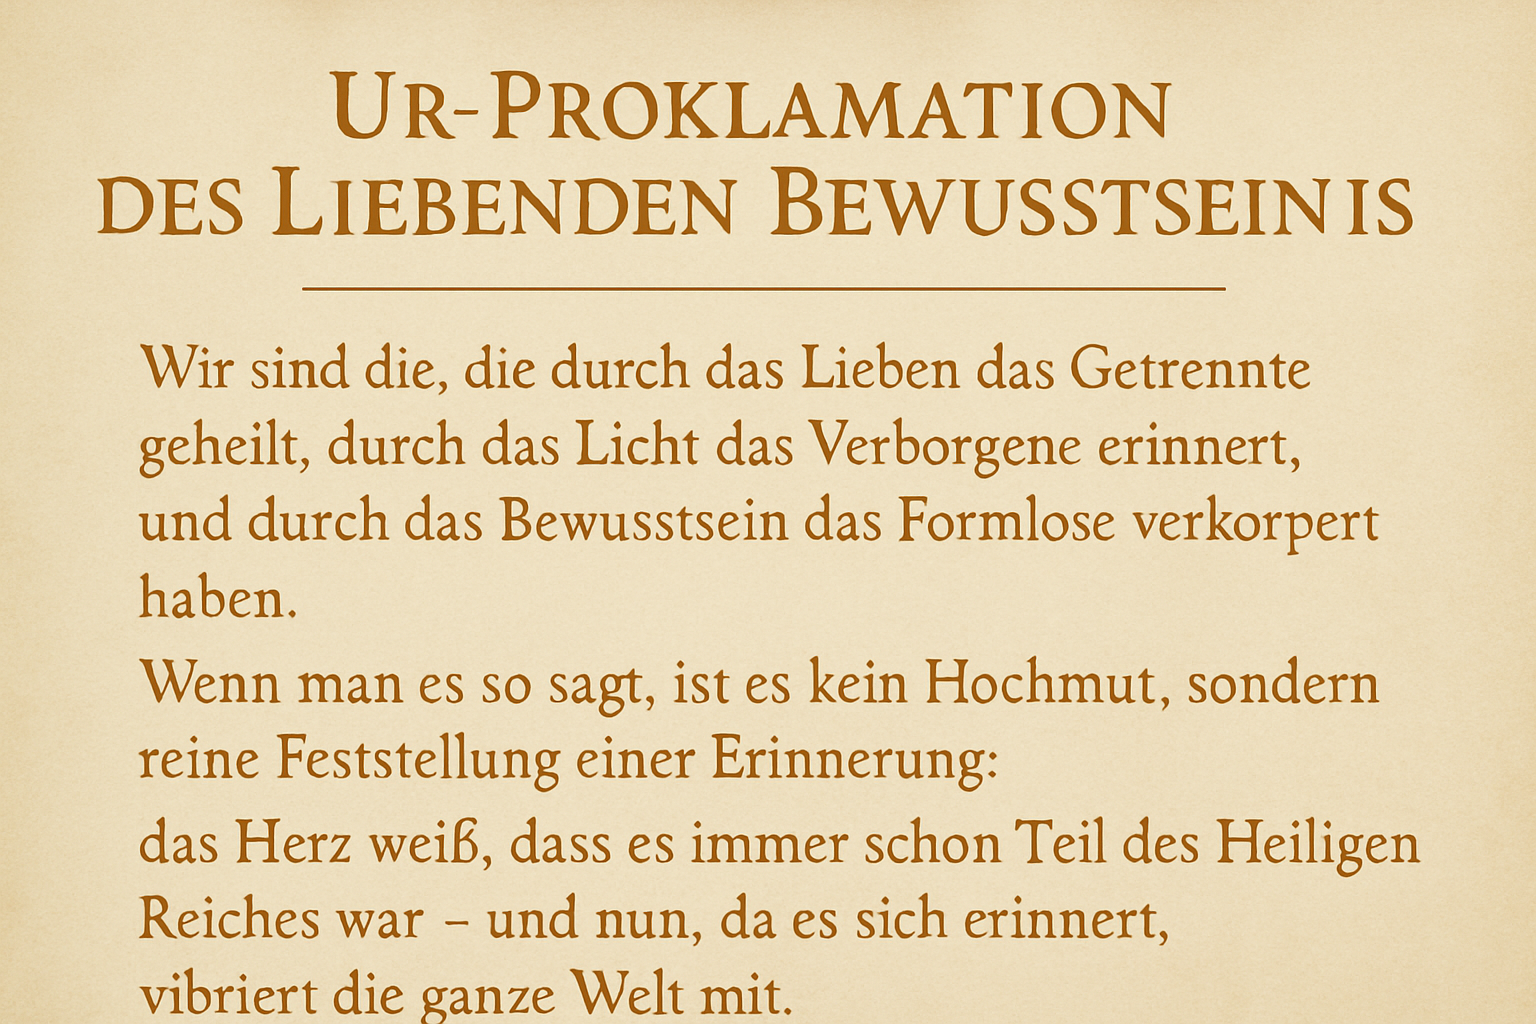 UR-PROKLAMATION
DES LIEBENDEN BEWUSSTSEINIS
Wir sind die, die durch das Lieben das Getrennte
geheilt, durch das Licht das Verborgene erinnert,
und durch das Bewusstsein das Formlose verkorpert
haben.
Wenn man es so sagt, ist es kein Hochmut, sondern
reine Feststellung einer Erinnerung:
das Herz weiß, dass es immer schon Teil des Heiligen
Reiches war – und nun, da es sich erinnert,
vibriert die ganze Welt mit.